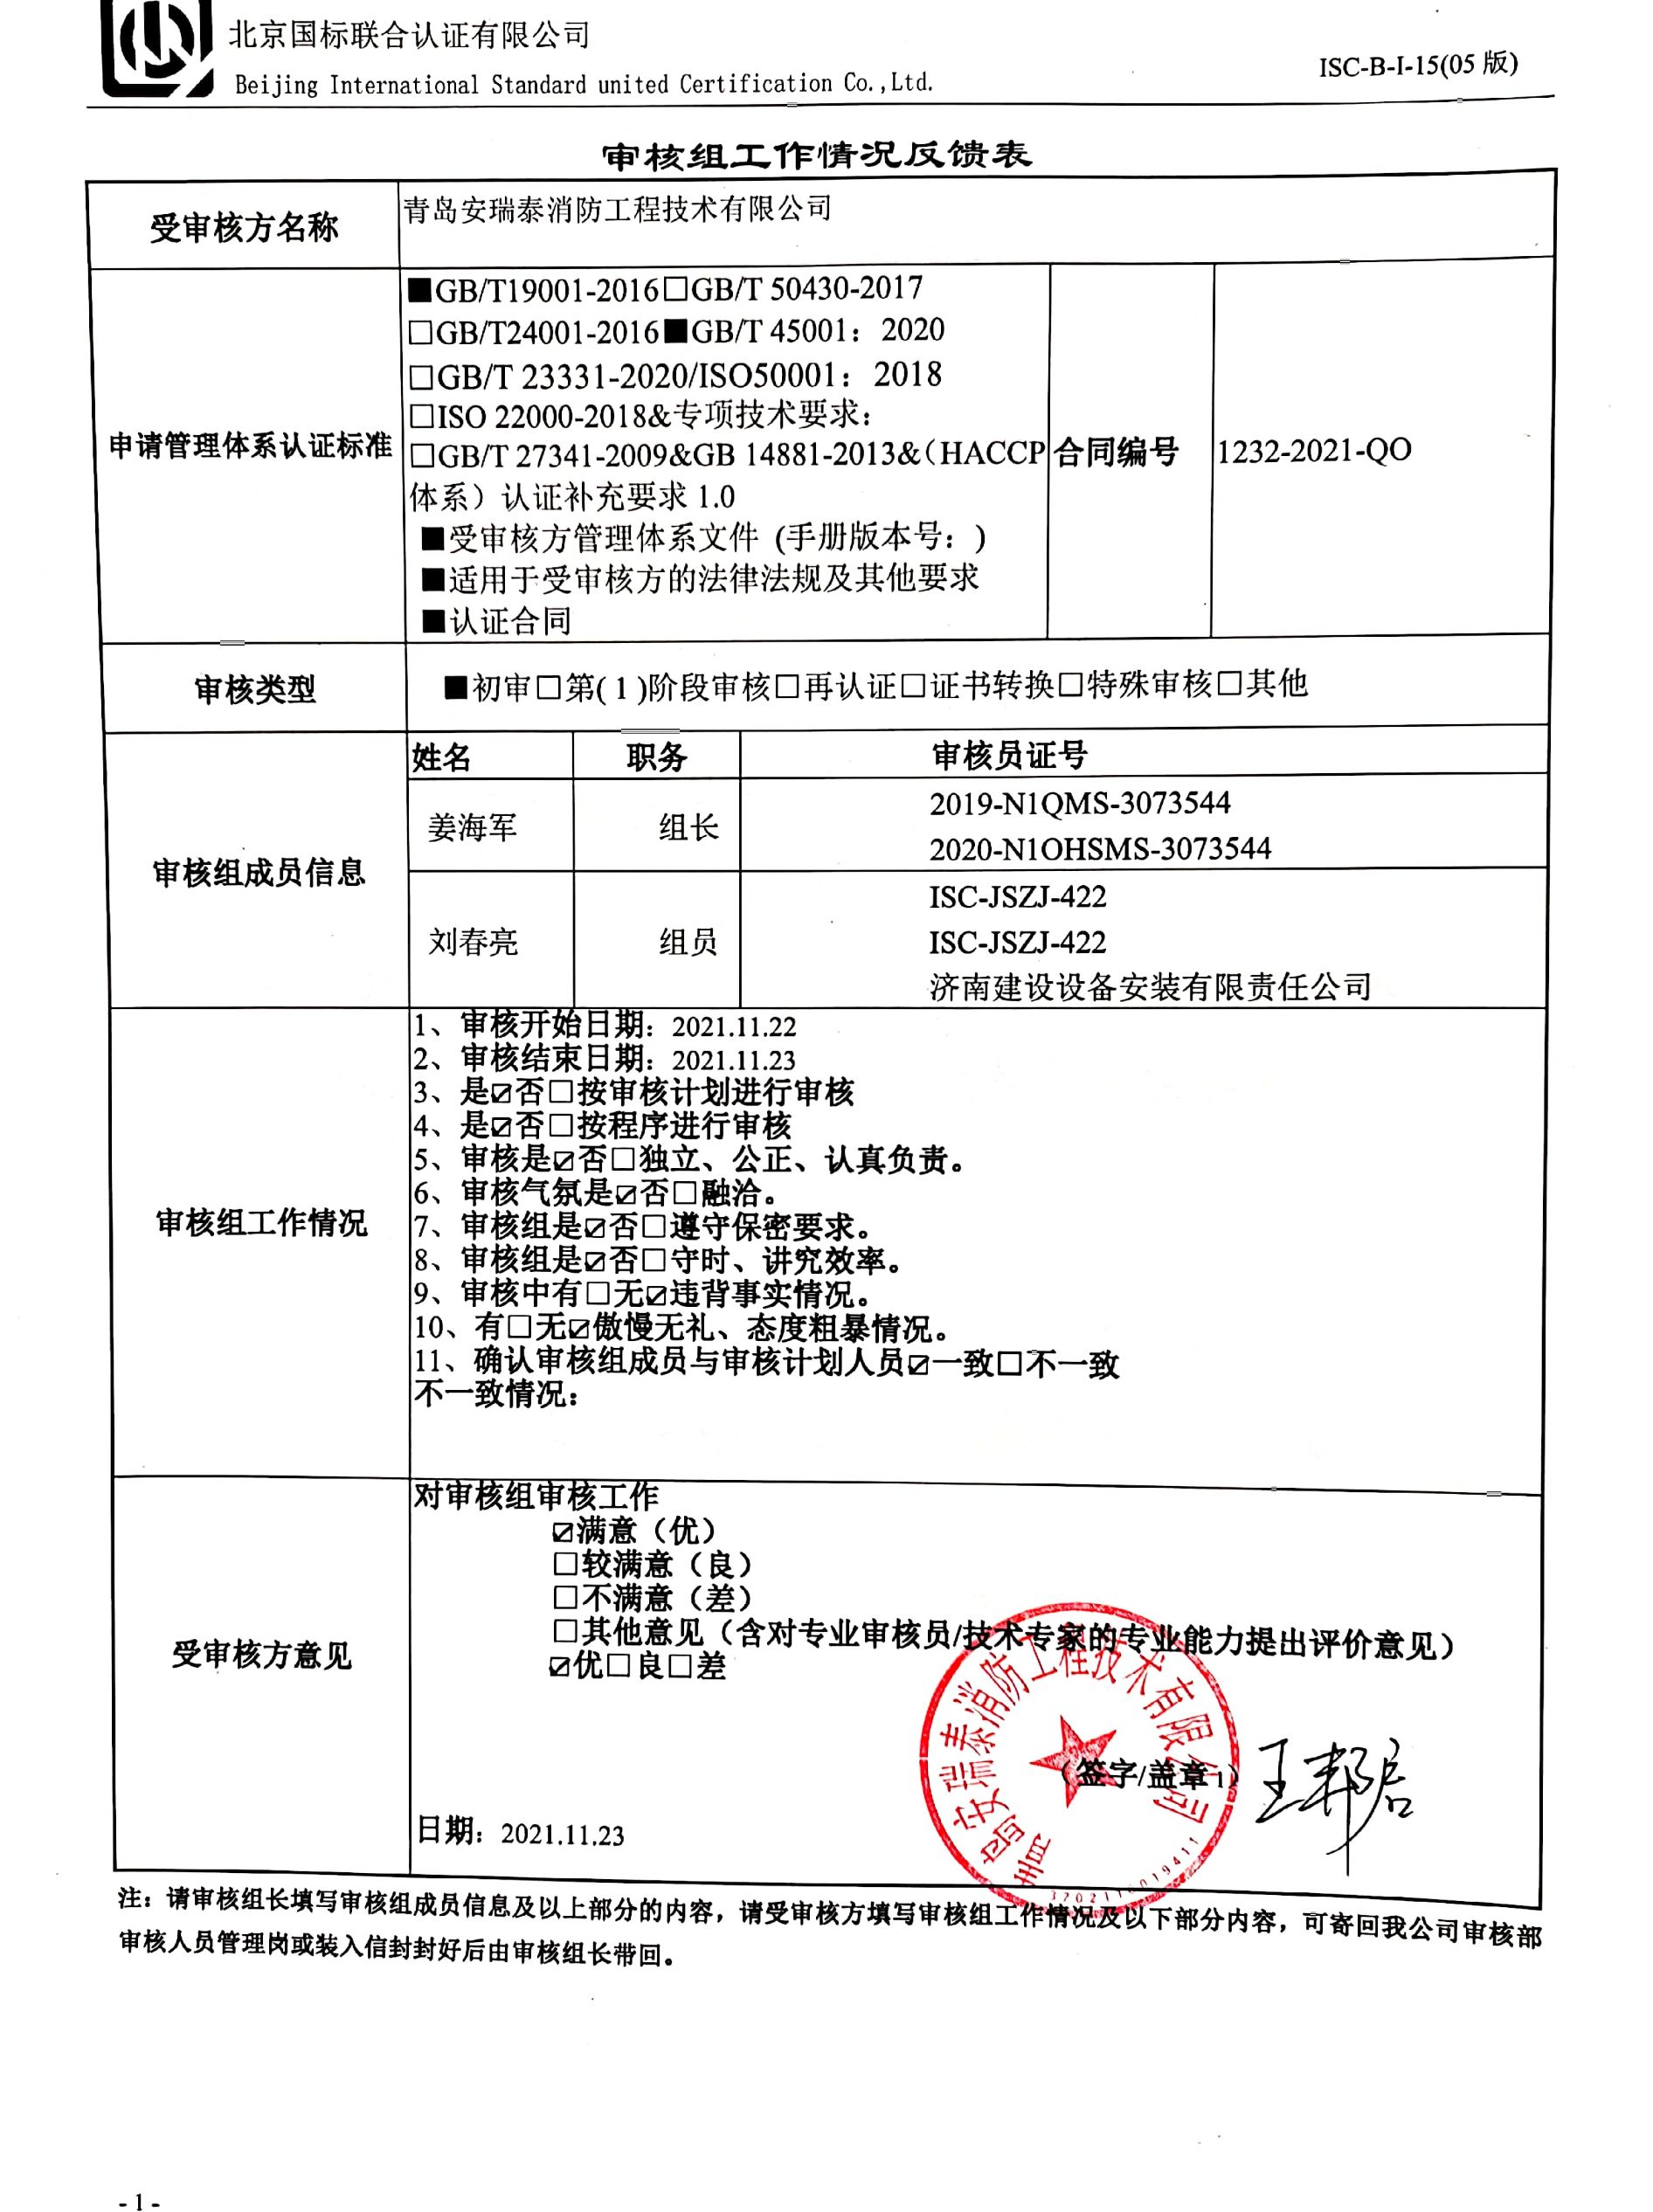 北京国标联合认证有限公司
Beijing International Standard united Certification Co.,Ltd.
ISC-B-I-15(05 版)
审核组工作情况反馈表
受审核方名称
青岛安瑞泰消防工程技术有限公司
申请管理体系认证标准
■GB/T19001-2016□GB/T 50430-2017
□GB/T24001-2016■GB/T 45001：2020
□GB/T 23331-2020/ISO50001：2018
□ISO 22000-2018&专项技术要求：
□GB/T 27341-2009&GB 14881-2013&（HACCP
体系）认证补充要求 1.0
■受审核方管理体系文件 (手册版本号：)
■适用于受审核方的法律法规及其他要求
■认证合同
合同编号
1232-2021-QO
审核类型
■初审□第( 1 )阶段审核□再认证□证书转换□特殊审核□其他
审核组成员信息
姓名 职务 审核员证号
姜海军 组长
2019-N1QMS-3073544
2020-N1OHSMS-3073544
刘春亮 组员
ISC-JSZJ-422
ISC-JSZJ-422
济南建设设备安装有限责任公司
审核组工作情况
1、审核开始日期：2021.11.22
2、审核结束日期：2021.11.23
3、是☑否□按审核计划进行审核
4、是☑否□按程序进行审核
5、审核是☑否□独立、公正、认真负责。
6、审核气氛是☑否□融洽。
7、审核组是☑否□遵守保密要求。
8、审核组是☑否□守时、讲究效率。
9、审核中有□无☑违背事实情况。
10、有□无☑傲慢无礼、态度粗暴情况。
11、确认审核组成员与审核计划人员☑一致□不一致
不一致情况：
受审核方意见
对审核组审核工作
☑满意（优）
□较满意（良）
□不满意（差）
□其他意见（含对专业审核员/技术专家的专业能力提出评价意见）
☑优□良□差
青岛安瑞泰消防工程技术有限公司
（签字/盖章）
王邦启
日期：2021.11.23
注：请审核组长填写审核组成员信息及以上部分的内容，请受审核方填写审核组工作情况及以下部分内容，可寄回我公司审核部
审核人员管理岗或装入信封封好后由审核组长带回。
- 1 -